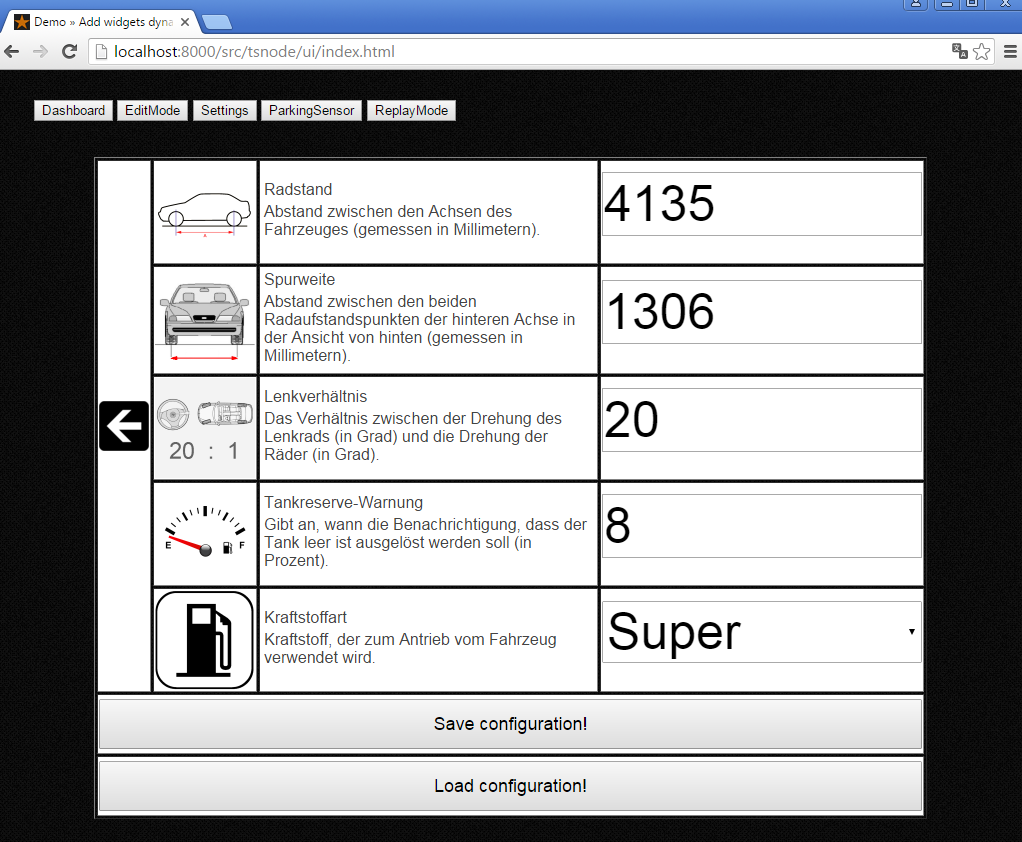 Demo » Add widgets dyna
localhost:8000/src/tsnode/ui/index.html
Dashboard EditMode Settings ParkingSensor ReplayMode
Radstand
Abstand zwischen den Achsen des
Fahrzeuges (gemessen in Millimetern).
4135
Spurweite
Abstand zwischen den beiden
Radaufstandspunkten der hinteren Achse in
der Ansicht von hinten (gemessen in
Millimetern).
1306
20 : 1
Lenkverhältnis
Das Verhältnis zwischen der Drehung des
Lenkrads (in Grad) und die Drehung der
Räder (in Grad).
20
E F
Tankreserve-Warnung
Gibt an, wann die Benachrichtigung, dass der
Tank leer ist ausgelöst werden soll (in
Prozent).
8
Kraftstoffart
Kraftstoff, der zum Antrieb vom Fahrzeug
verwendet wird.
Super
Save configuration!
Load configuration!